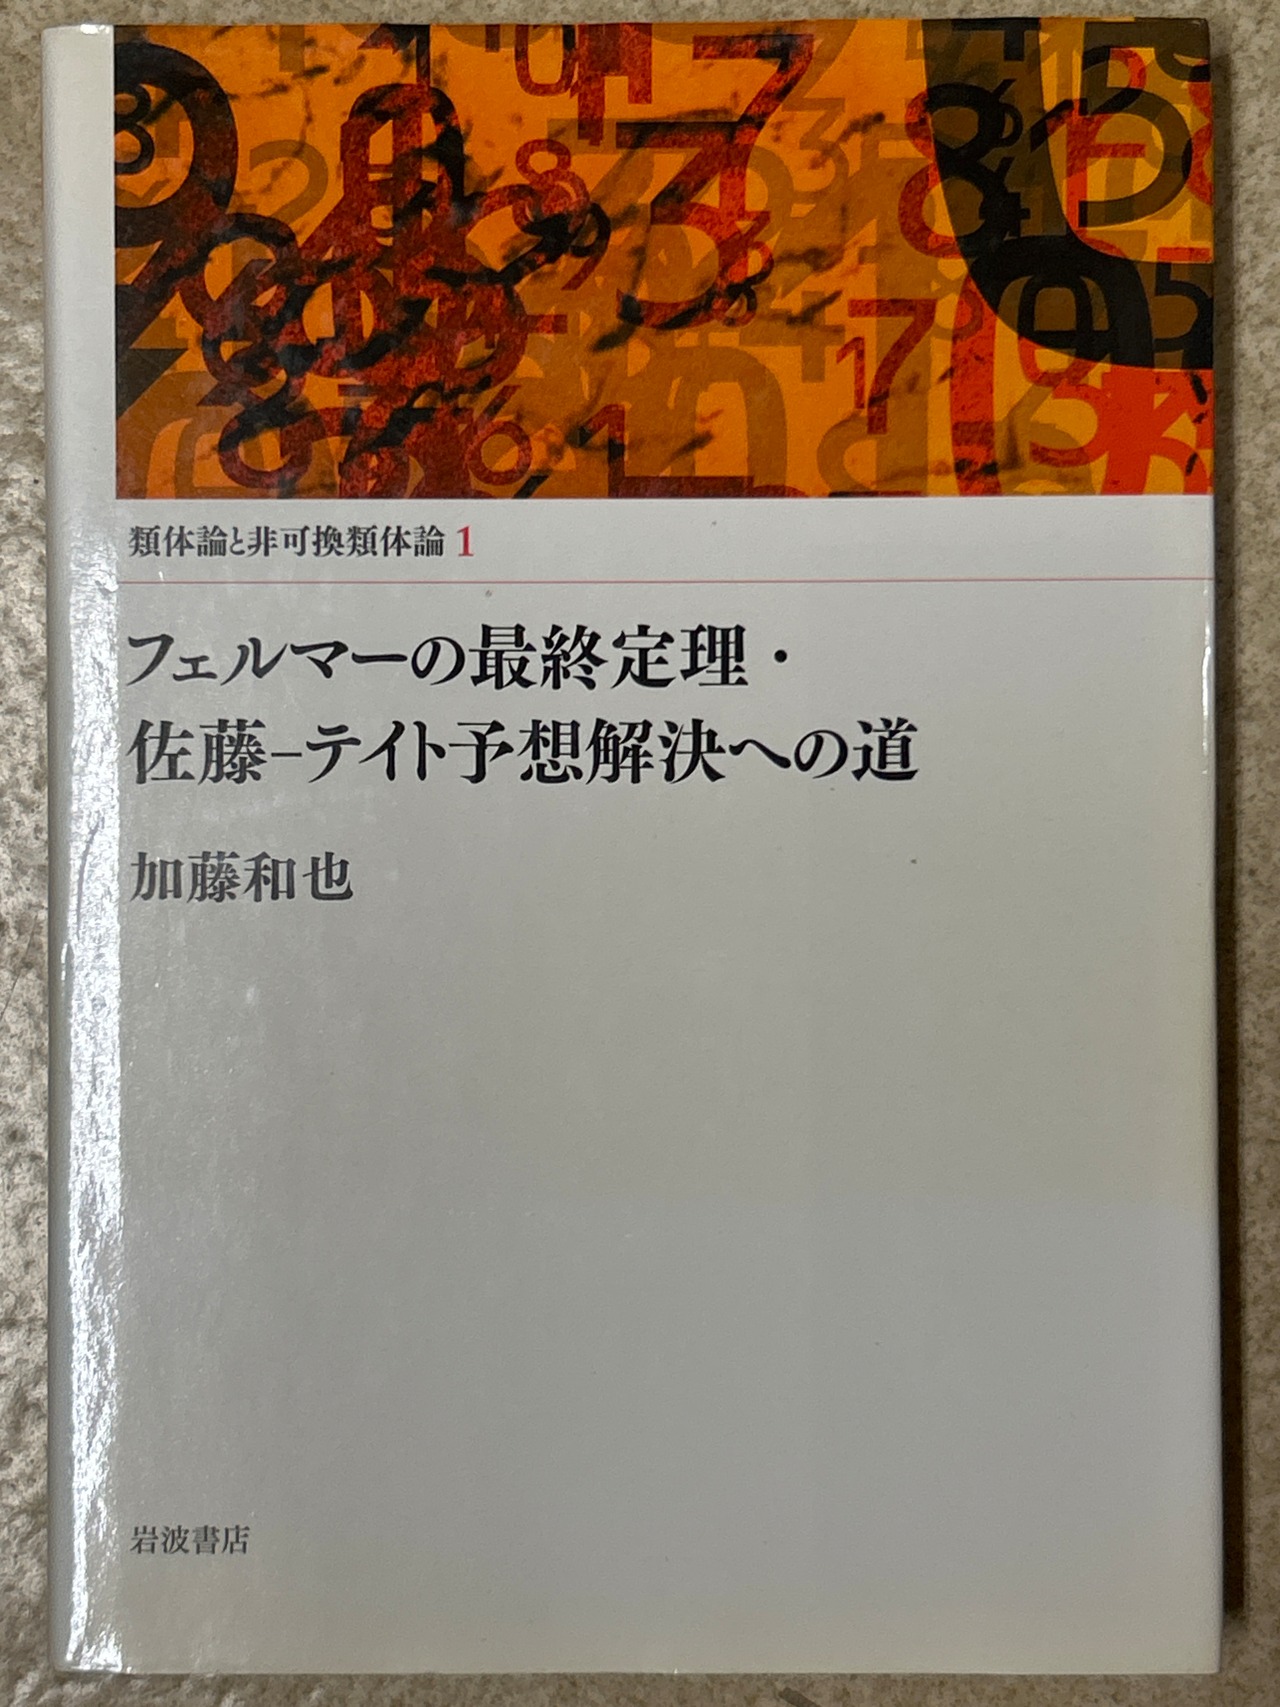 類体論と非可換類体論 1
フェルマーの最終定理・
佐藤–テイト予想解決への道
加藤和也
岩波書店